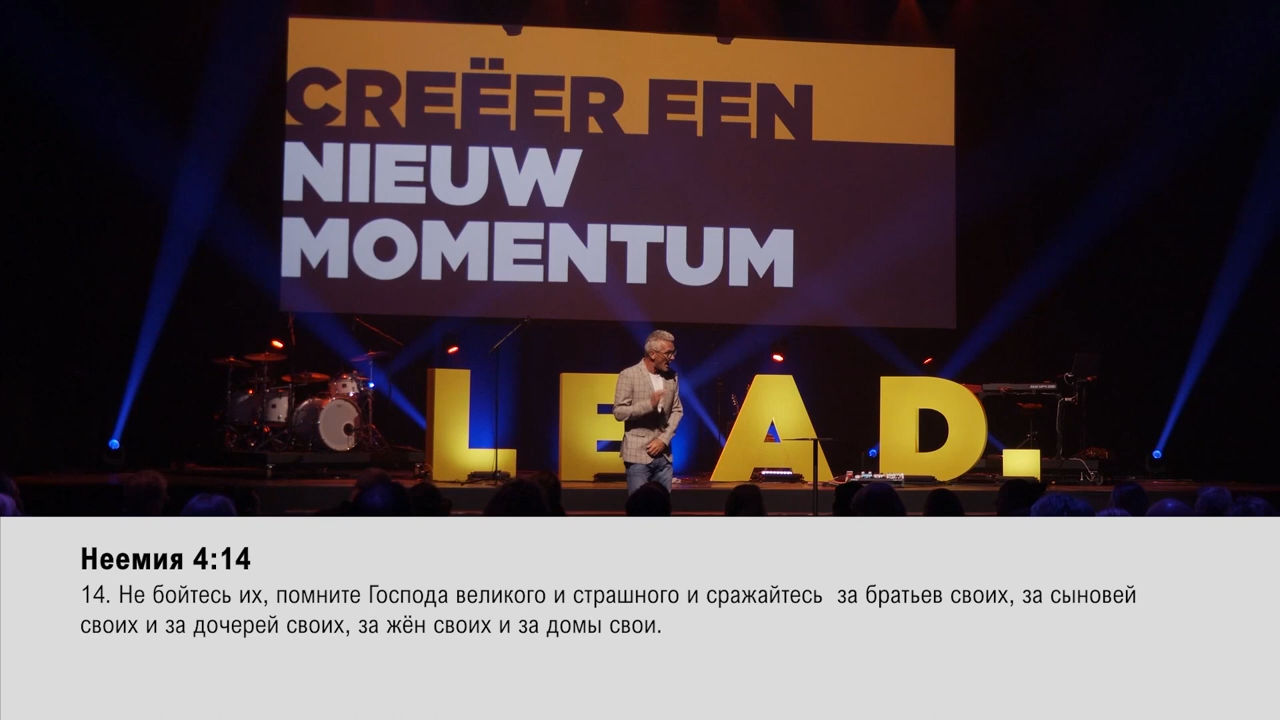 CREËER EEN
NIEUW
MOMENTUM
LEAD.
Неемия 4:14
14. Не бойтесь их, помните Господа великого и страшного и сражайтесь  за братьев своих, за сыновей
своих и за дочерей своих, за жён своих и за домы свои.